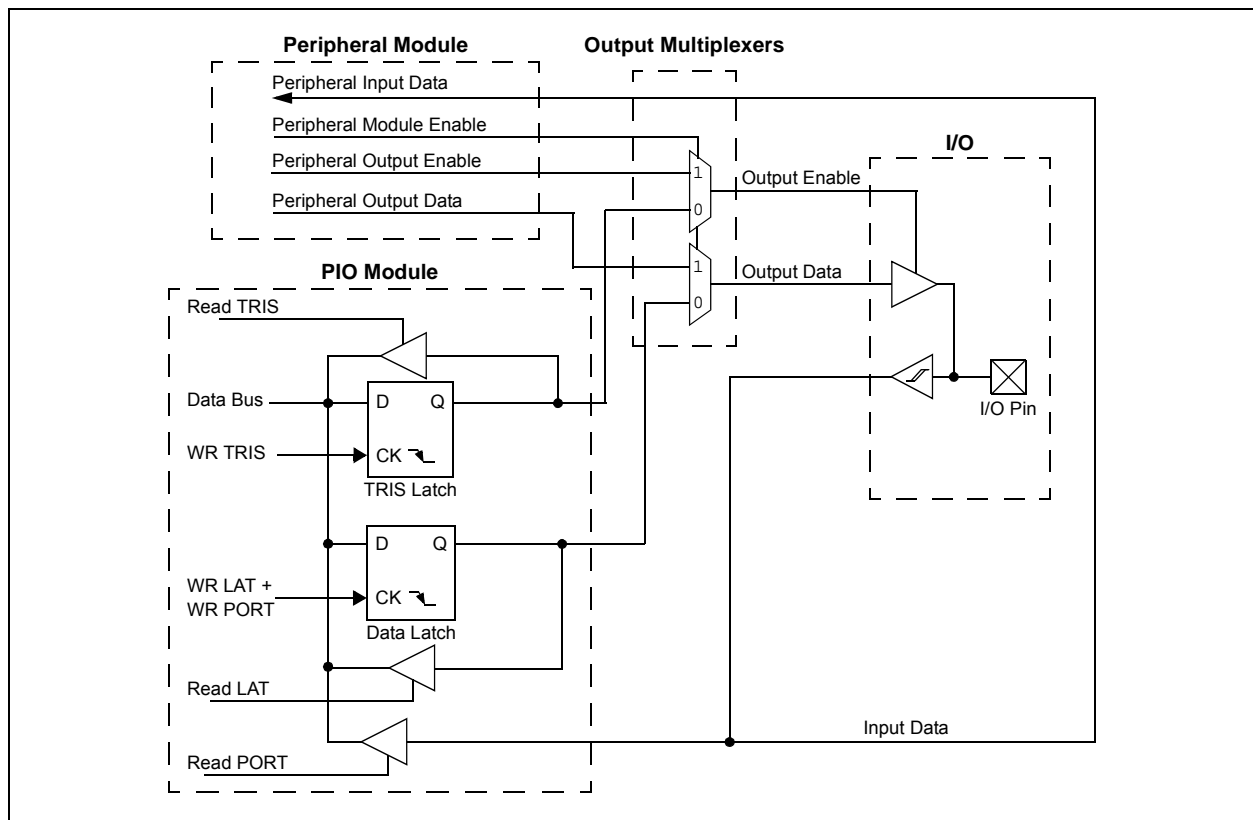 Peripheral Module
Output Multiplexers
Peripheral Input Data
Peripheral Module Enable
Peripheral Output Enable
Peripheral Output Data
1
0
1
0
Output Enable
Output Data
I/O
I/O Pin
PIO Module
Read TRIS
Data Bus
D
Q
WR TRIS
CK
TRIS Latch
D
Q
WR LAT +
WR PORT
CK
Data Latch
Read LAT
Read PORT
Input Data